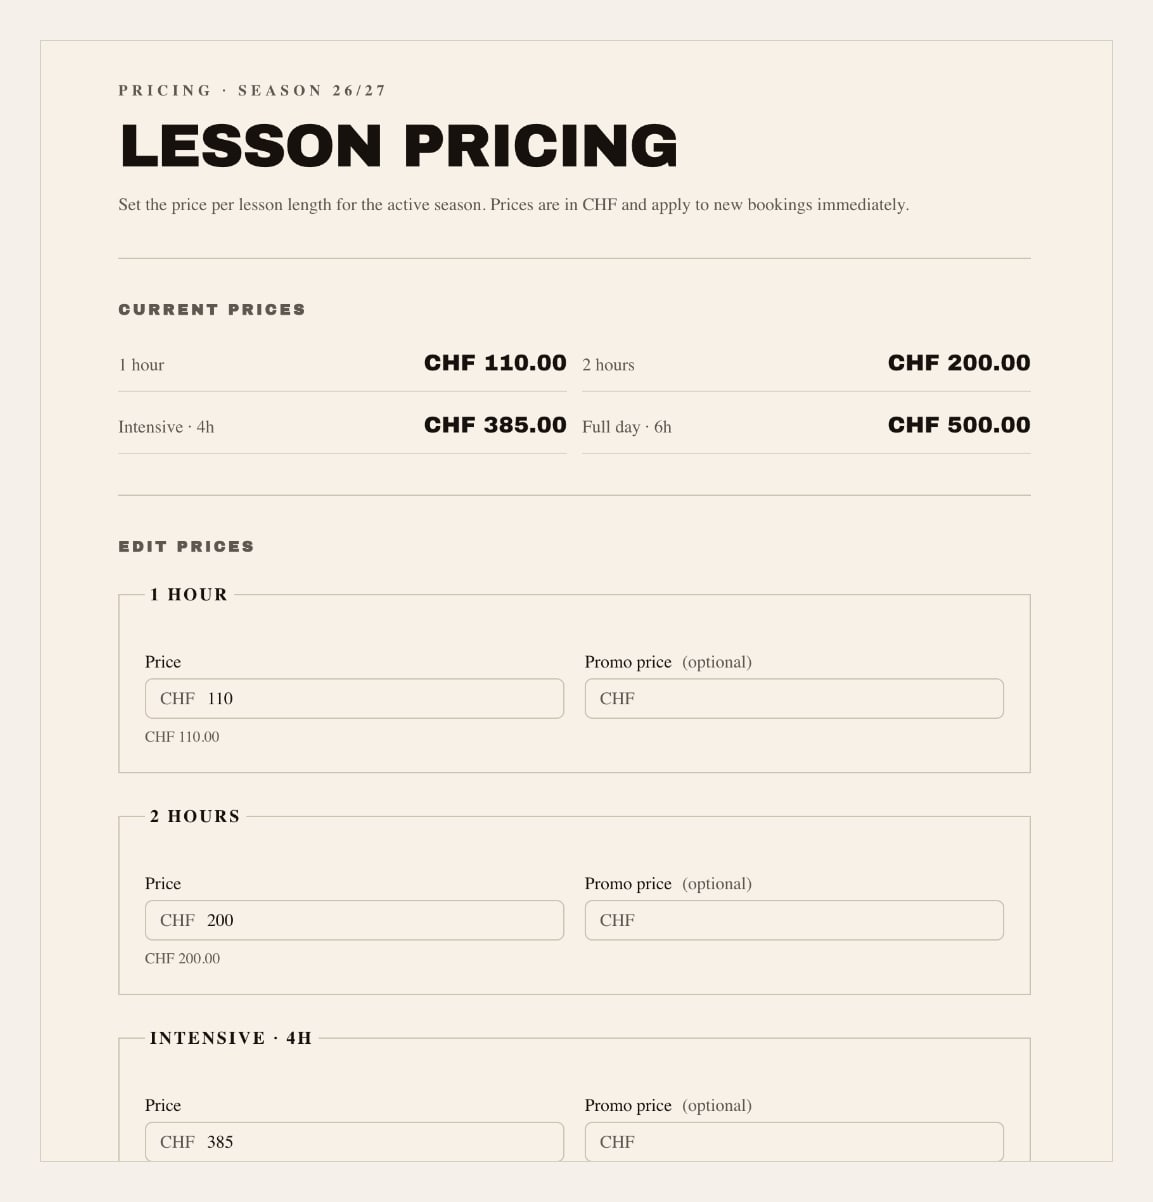 PRICING · SEASON 26/27
LESSON PRICING
Set the price per lesson length for the active season. Prices are in CHF and apply to new bookings immediately.
CURRENT PRICES
1 hour CHF 110.00 2 hours CHF 200.00
Intensive · 4h CHF 385.00 Full day · 6h CHF 500.00
EDIT PRICES
1 HOUR
Price Promo price (optional)
CHF 110 CHF
CHF 110.00
2 HOURS
Price Promo price (optional)
CHF 200 CHF
CHF 200.00
INTENSIVE · 4H
Price Promo price (optional)
CHF 385 CHF